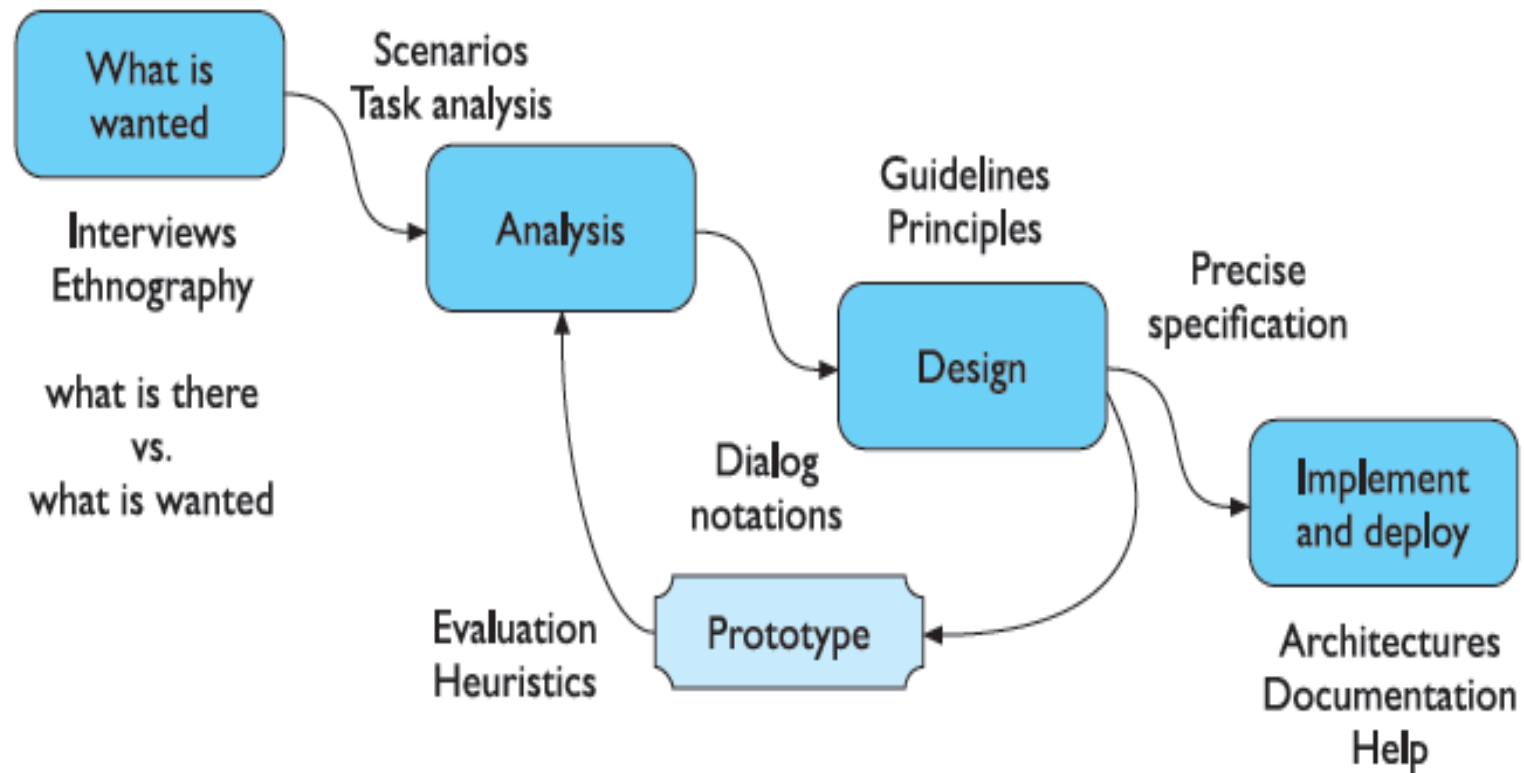 What is
wanted
Scenarios
Task analysis
Interviews
Ethnography
what is there
vs.
what is wanted
Analysis
Guidelines
Principles
Design
Precise
specification
Dialog
notations
Implement
and deploy
Evaluation
Heuristics
Prototype
Architectures
Documentation
Help